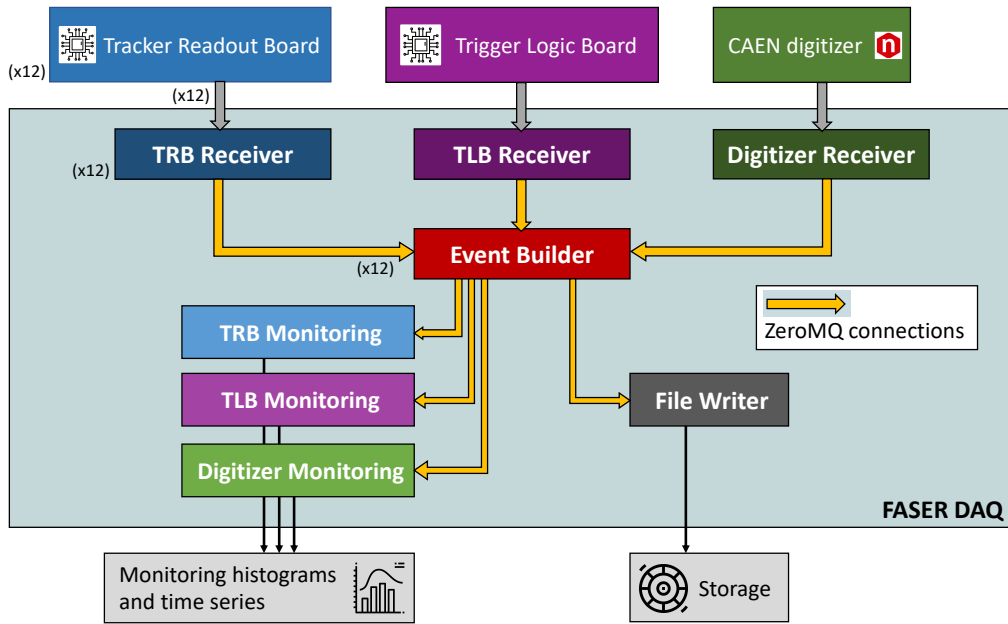 Tracker Readout Board
Trigger Logic Board
CAEN digitizer
n
(x12)
(x12)
TRB Receiver
TLB Receiver
Digitizer Receiver
(x12)
Event Builder
(x12)
TRB Monitoring
ZeroMQ connections
TLB Monitoring
File Writer
Digitizer Monitoring
FASER DAQ
Monitoring histograms
and time series
Storage